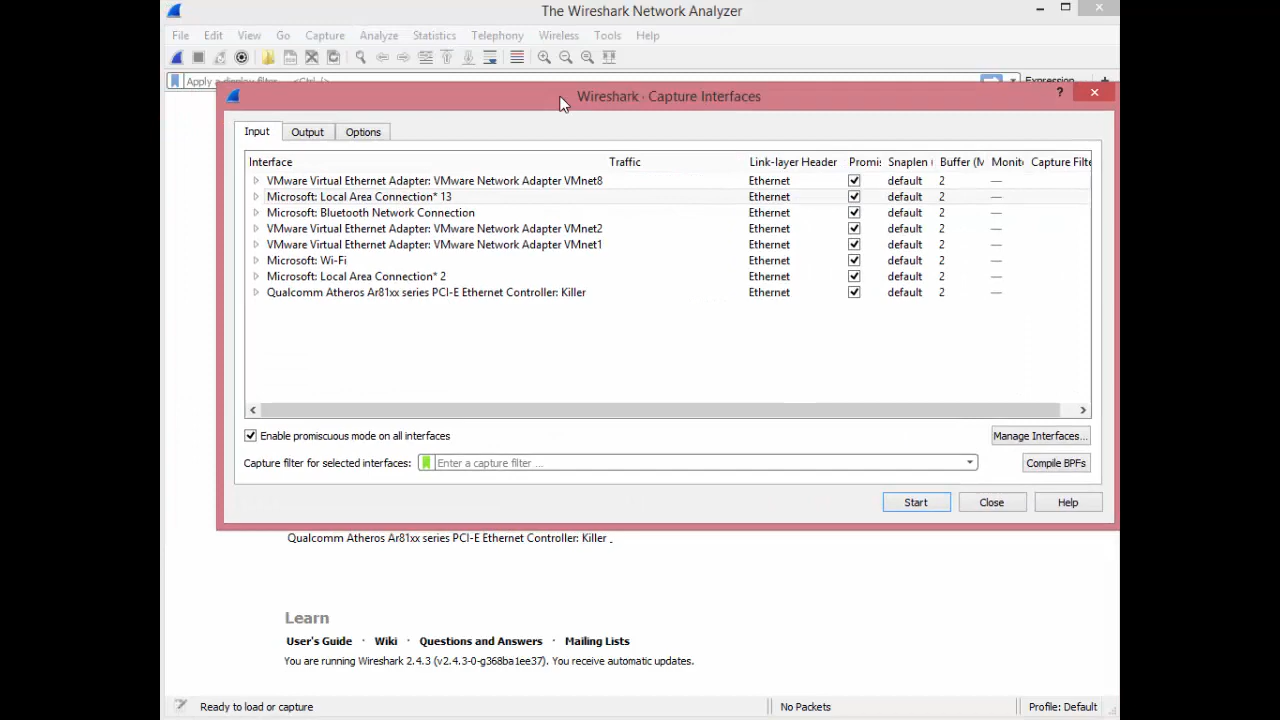 The Wireshark Network Analyzer
File Edit View Go Capture Analyze Statistics Telephony Wireless Tools Help
Apply a display filter ... <Ctrl-/> Expression...
Wireshark · Capture Interfaces
Input Output Options
Interface Traffic Link-layer Header Promi Snaplen Buffer (M Monit Capture Filte
VMware Virtual Ethernet Adapter: VMware Network Adapter VMnet8 Ethernet default 2 —
Microsoft: Local Area Connection* 13 Ethernet default 2 —
Microsoft: Bluetooth Network Connection Ethernet default 2 —
VMware Virtual Ethernet Adapter: VMware Network Adapter VMnet2 Ethernet default 2 —
VMware Virtual Ethernet Adapter: VMware Network Adapter VMnet1 Ethernet default 2 —
Microsoft: Wi-Fi Ethernet default 2 —
Microsoft: Local Area Connection* 2 Ethernet default 2 —
Qualcomm Atheros Ar81xx series PCI-E Ethernet Controller: Killer Ethernet default 2 —
Enable promiscuous mode on all interfaces Manage Interfaces...
Capture filter for selected interfaces: Enter a capture filter ... Compile BPFs
Start Close Help
Qualcomm Atheros Ar81xx series PCI-E Ethernet Controller: Killer
Learn
User's Guide · Wiki · Questions and Answers · Mailing Lists
You are running Wireshark 2.4.3 (v2.4.3-0-g368ba1ee37). You receive automatic updates.
Ready to load or capture No Packets Profile: Default